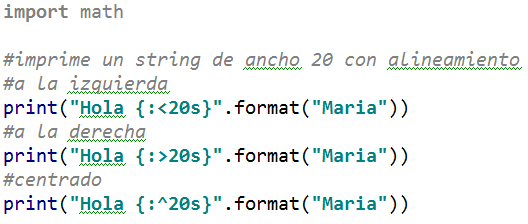 import math
#imprime un string de ancho 20 con alineamiento
#a la izquierda
print("Hola {:<20s}".format("Maria"))
#a la derecha
print("Hola {:>20s}".format("Maria"))
#centrado
print("Hola {:^20s}".format("Maria"))